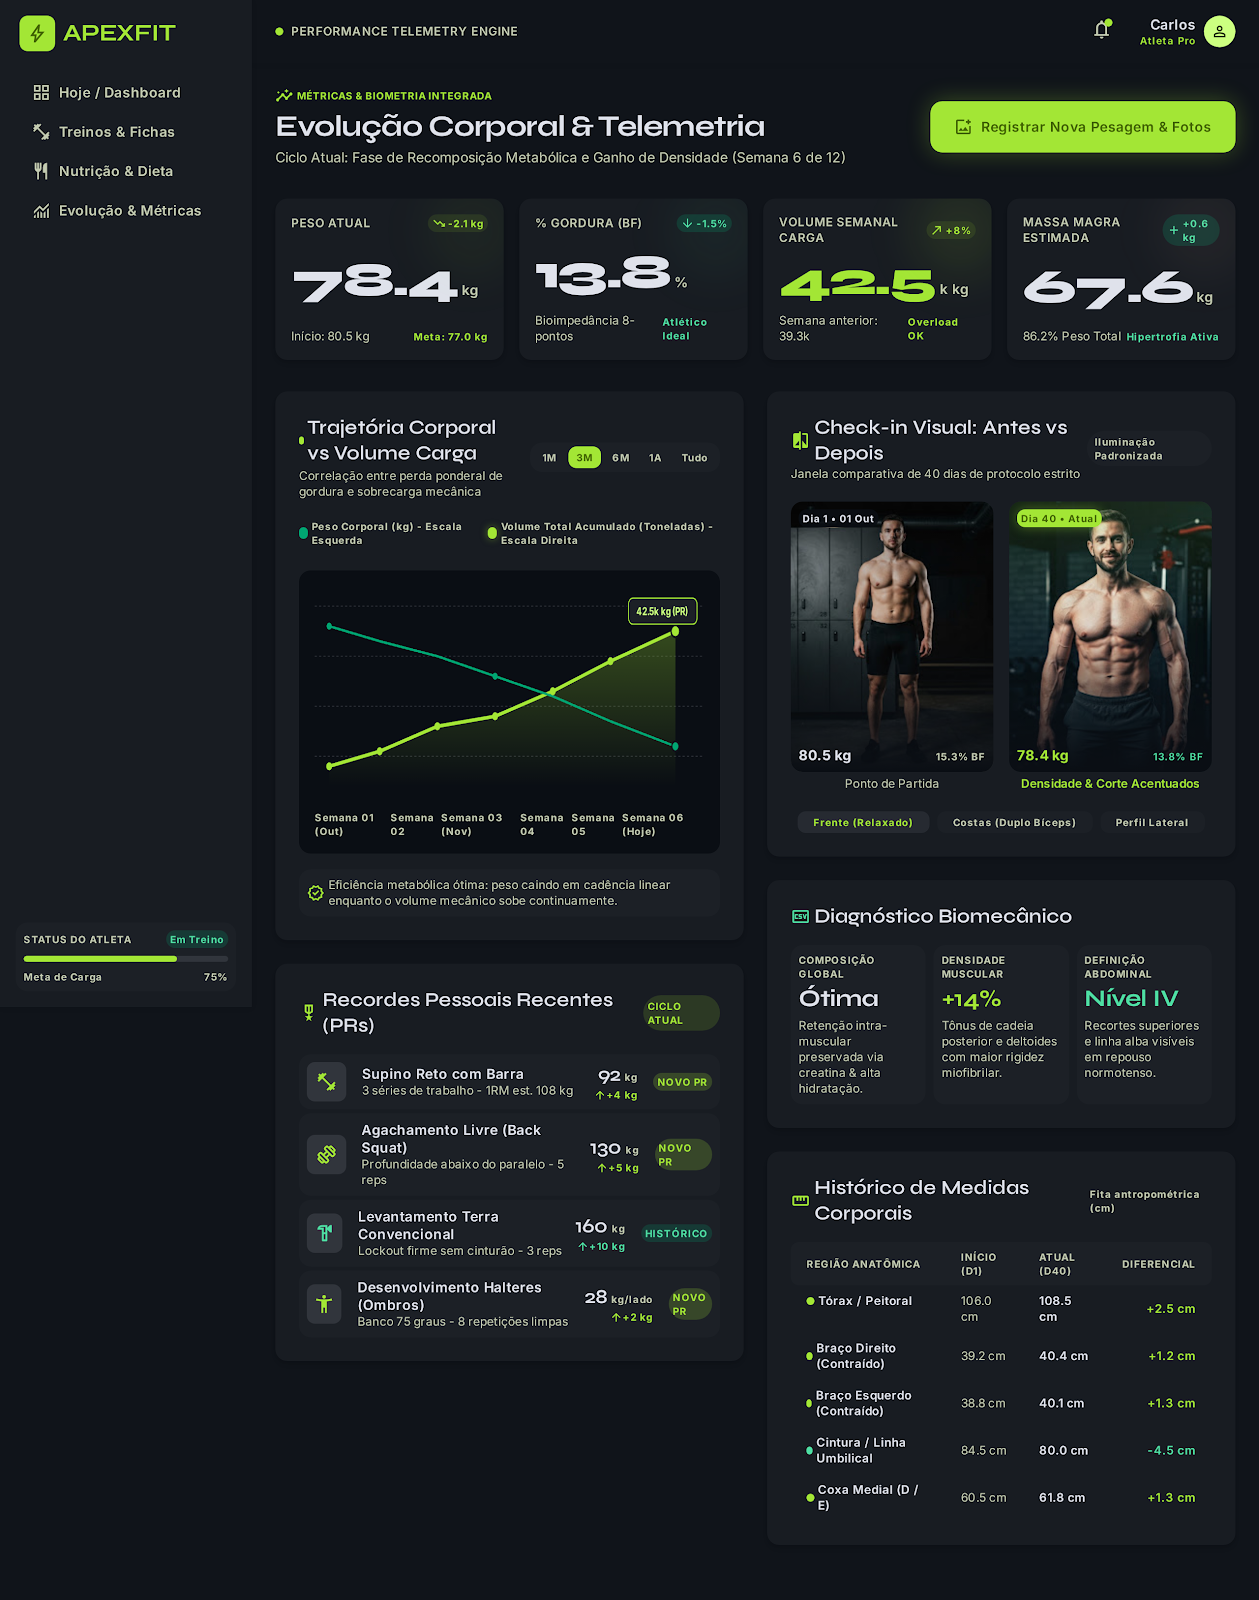 APEXFIT
Hoje / Dashboard
Treinos & Fichas
Nutrição & Dieta
Evolução & Métricas
STATUS DO ATLETA
Em Treino
Meta de Carga
75%
PERFORMANCE TELEMETRY ENGINE
Carlos
Atleta Pro
MÉTRICAS & BIOMETRIA INTEGRADA
Evolução Corporal & Telemetria
Ciclo Atual: Fase de Recomposição Metabólica e Ganho de Densidade (Semana 6 de 12)
Registrar Nova Pesagem & Fotos
PESO ATUAL
-2.1 kg
78.4 kg
Início: 80.5 kg
Meta: 77.0 kg
% GORDURA (BF)
-1.5%
13.8 %
Bioimpedância 8-
pontos
Atlético
Ideal
VOLUME SEMANAL
CARGA
+8%
42.5 k kg
Semana anterior:
39.3k
Overload
OK
MASSA MAGRA
ESTIMADA
+0.6
kg
67.6 kg
86.2% Peso Total
Hipertrofia Ativa
Trajetória Corporal
vs Volume Carga
Correlação entre perda ponderal de
gordura e sobrecarga mecânica
1M
3M
6M
1A
Tudo
Peso Corporal (kg) - Escala
Esquerda
Volume Total Acumulado (Toneladas) -
Escala Direita
42.5k kg (PR)
Semana 01
(Out)
Semana
02
Semana 03
(Nov)
Semana
04
Semana
05
Semana 06
(Hoje)
Eficiência metabólica ótima: peso caindo em cadência linear
enquanto o volume mecânico sobe continuamente.
Recordes Pessoais Recentes
(PRs)
CICLO
ATUAL
Supino Reto com Barra
3 séries de trabalho - 1RM est. 108 kg
92 kg
+4 kg
NOVO PR
Agachamento Livre (Back
Squat)
Profundidade abaixo do paralelo - 5
reps
130 kg
+5 kg
NOVO
PR
Levantamento Terra
Convencional
Lockout firme sem cinturão - 3 reps
160 kg
+10 kg
HISTÓRICO
Desenvolvimento Halteres
(Ombros)
Banco 75 graus - 8 repetições limpas
28 kg/lado
+2 kg
NOVO
PR
Check-in Visual: Antes vs
Depois
Janela comparativa de 40 dias de protocolo estrito
Iluminação
Padronizada
Dia 1 • 01 Out
80.5 kg
15.3% BF
Ponto de Partida
Dia 40 • Atual
78.4 kg
13.8% BF
Densidade & Corte Acentuados
Frente (Relaxado)
Costas (Duplo Bíceps)
Perfil Lateral
CSV
Diagnóstico Biomecânico
COMPOSIÇÃO
GLOBAL
Ótima
Retenção intra-
muscular
preservada via
creatina & alta
hidratação.
DENSIDADE
MUSCULAR
+14%
Tônus de cadeia
posterior e deltoides
com maior rigidez
miofibrilar.
DEFINIÇÃO
ABDOMINAL
Nível IV
Recortes superiores
e linha alba visíveis
em repouso
normotenso.
Histórico de Medidas
Corporais
Fita antropométrica
(cm)
REGIÃO ANATÔMICA
INÍCIO
(D1)
ATUAL
(D40)
DIFERENCIAL
Tórax / Peitoral
106.0
cm
108.5
cm
+2.5 cm
Braço Direito
(Contraído)
39.2 cm
40.4 cm
+1.2 cm
Braço Esquerdo
(Contraído)
38.8 cm
40.1 cm
+1.3 cm
Cintura / Linha
Umbilical
84.5 cm
80.0 cm
-4.5 cm
Coxa Medial (D /
E)
60.5 cm
61.8 cm
+1.3 cm